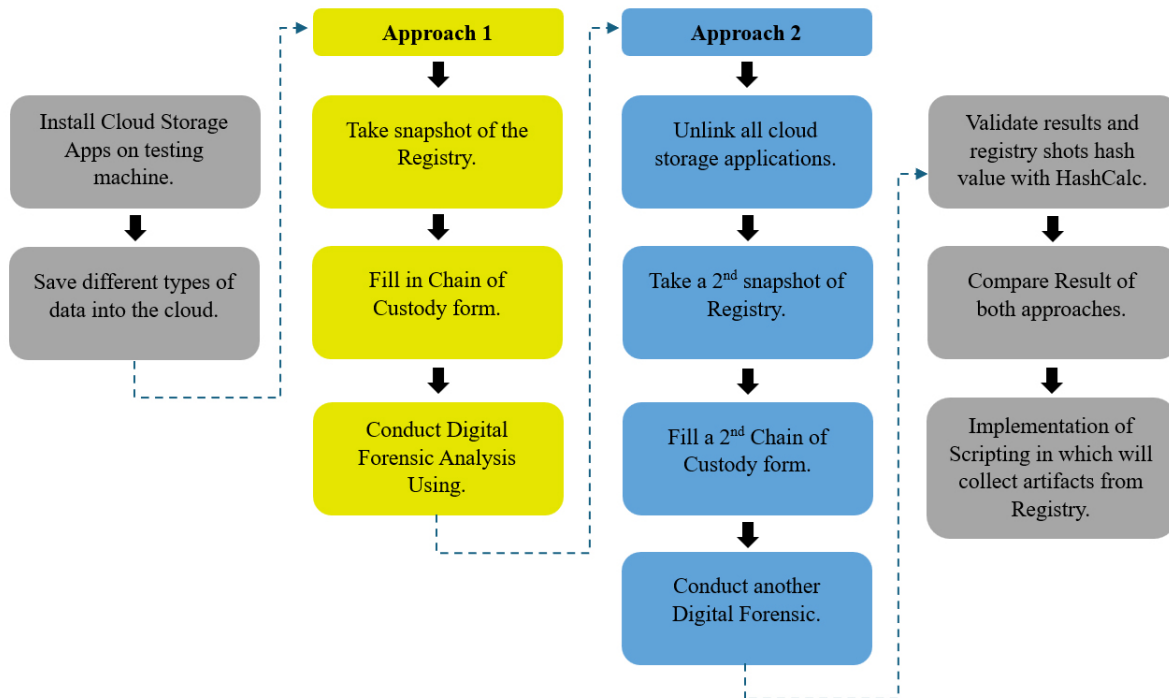 Install Cloud Storage
Apps on testing
machine.
Save different types of
data into the cloud.
Approach 1
Take snapshot of the
Registry.
Fill in Chain of
Custody form.
Conduct Digital
Forensic Analysis
Using.
Approach 2
Unlink all cloud
storage applications.
Take a 2nd snapshot of
Registry.
Fill a 2nd Chain of
Custody form.
Conduct another
Digital Forensic.
Validate results and
registry shots hash
value with HashCalc.
Compare Result of
both approaches.
Implementation of
Scripting in which will
collect artifacts from
Registry.